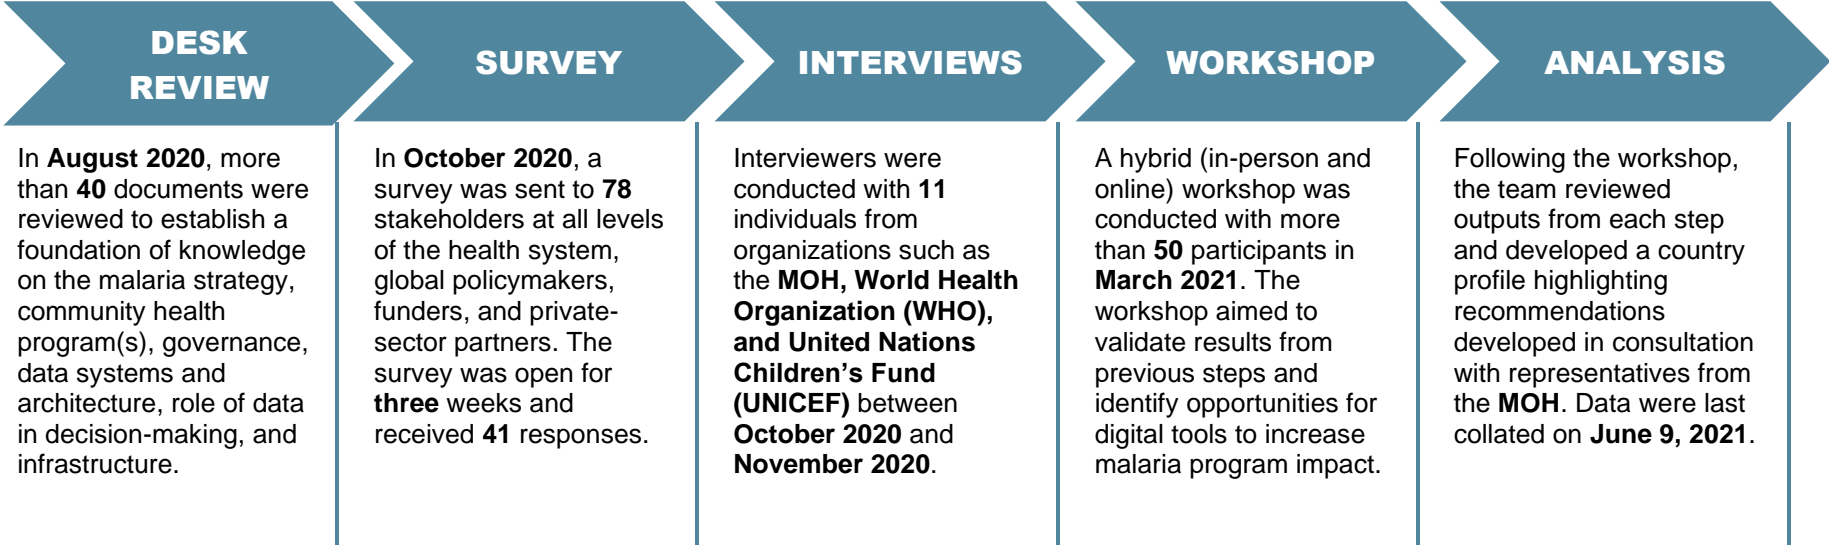 DESK
REVIEW
In August 2020, more
than 40 documents were
reviewed to establish a
foundation of knowledge
on the malaria strategy,
community health
program(s), governance,
data systems and
architecture, role of data
in decision-making, and
infrastructure.
SURVEY
In October 2020, a
survey was sent to 78
stakeholders at all levels
of the health system,
global policymakers,
funders, and private-
sector partners. The
survey was open for
three weeks and
received 41 responses.
INTERVIEWS
Interviewers were
conducted with 11
individuals from
organizations such as
the MOH, World Health
Organization (WHO),
and United Nations
Children’s Fund
(UNICEF) between
October 2020 and
November 2020.
WORKSHOP
A hybrid (in-person and
online) workshop was
conducted with more
than 50 participants in
March 2021. The
workshop aimed to
validate results from
previous steps and
identify opportunities for
digital tools to increase
malaria program impact.
ANALYSIS
Following the workshop,
the team reviewed
outputs from each step
and developed a country
profile highlighting
recommendations
developed in consultation
with representatives from
the MOH. Data were last
collated on June 9, 2021.